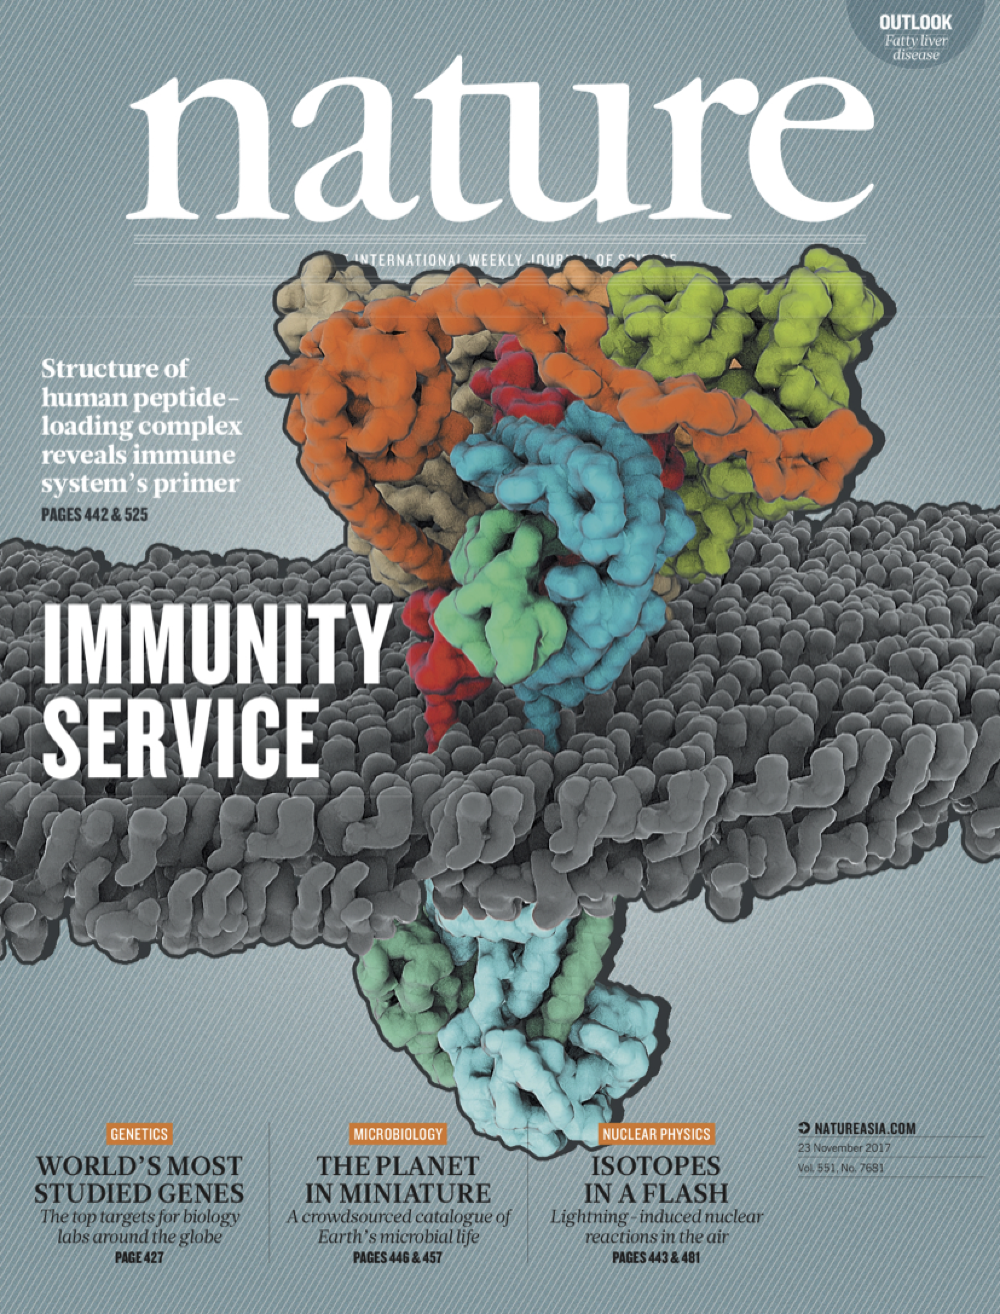 OUTLOOK
Fatty liver
disease
nature
INTERNATIONAL WEEKLY JOURNAL OF SCIENCE
Structure of
human peptide-
loading complex
reveals immune
system's primer
PAGES 442 & 525
IMMUNITY
SERVICE
GENETICS
WORLD'S MOST
STUDIED GENES
The top targets for biology
labs around the globe
PAGE 427
MICROBIOLOGY
THE PLANET
IN MINIATURE
A crowdsourced catalogue of
Earth's microbial life
PAGES 446 & 457
NUCLEAR PHYSICS
ISOTOPES
IN A FLASH
Lightning-induced nuclear
reactions in the air
PAGES 443 & 481
NATUREASIA.COM
23 November 2017
Vol. 551, No. 7681